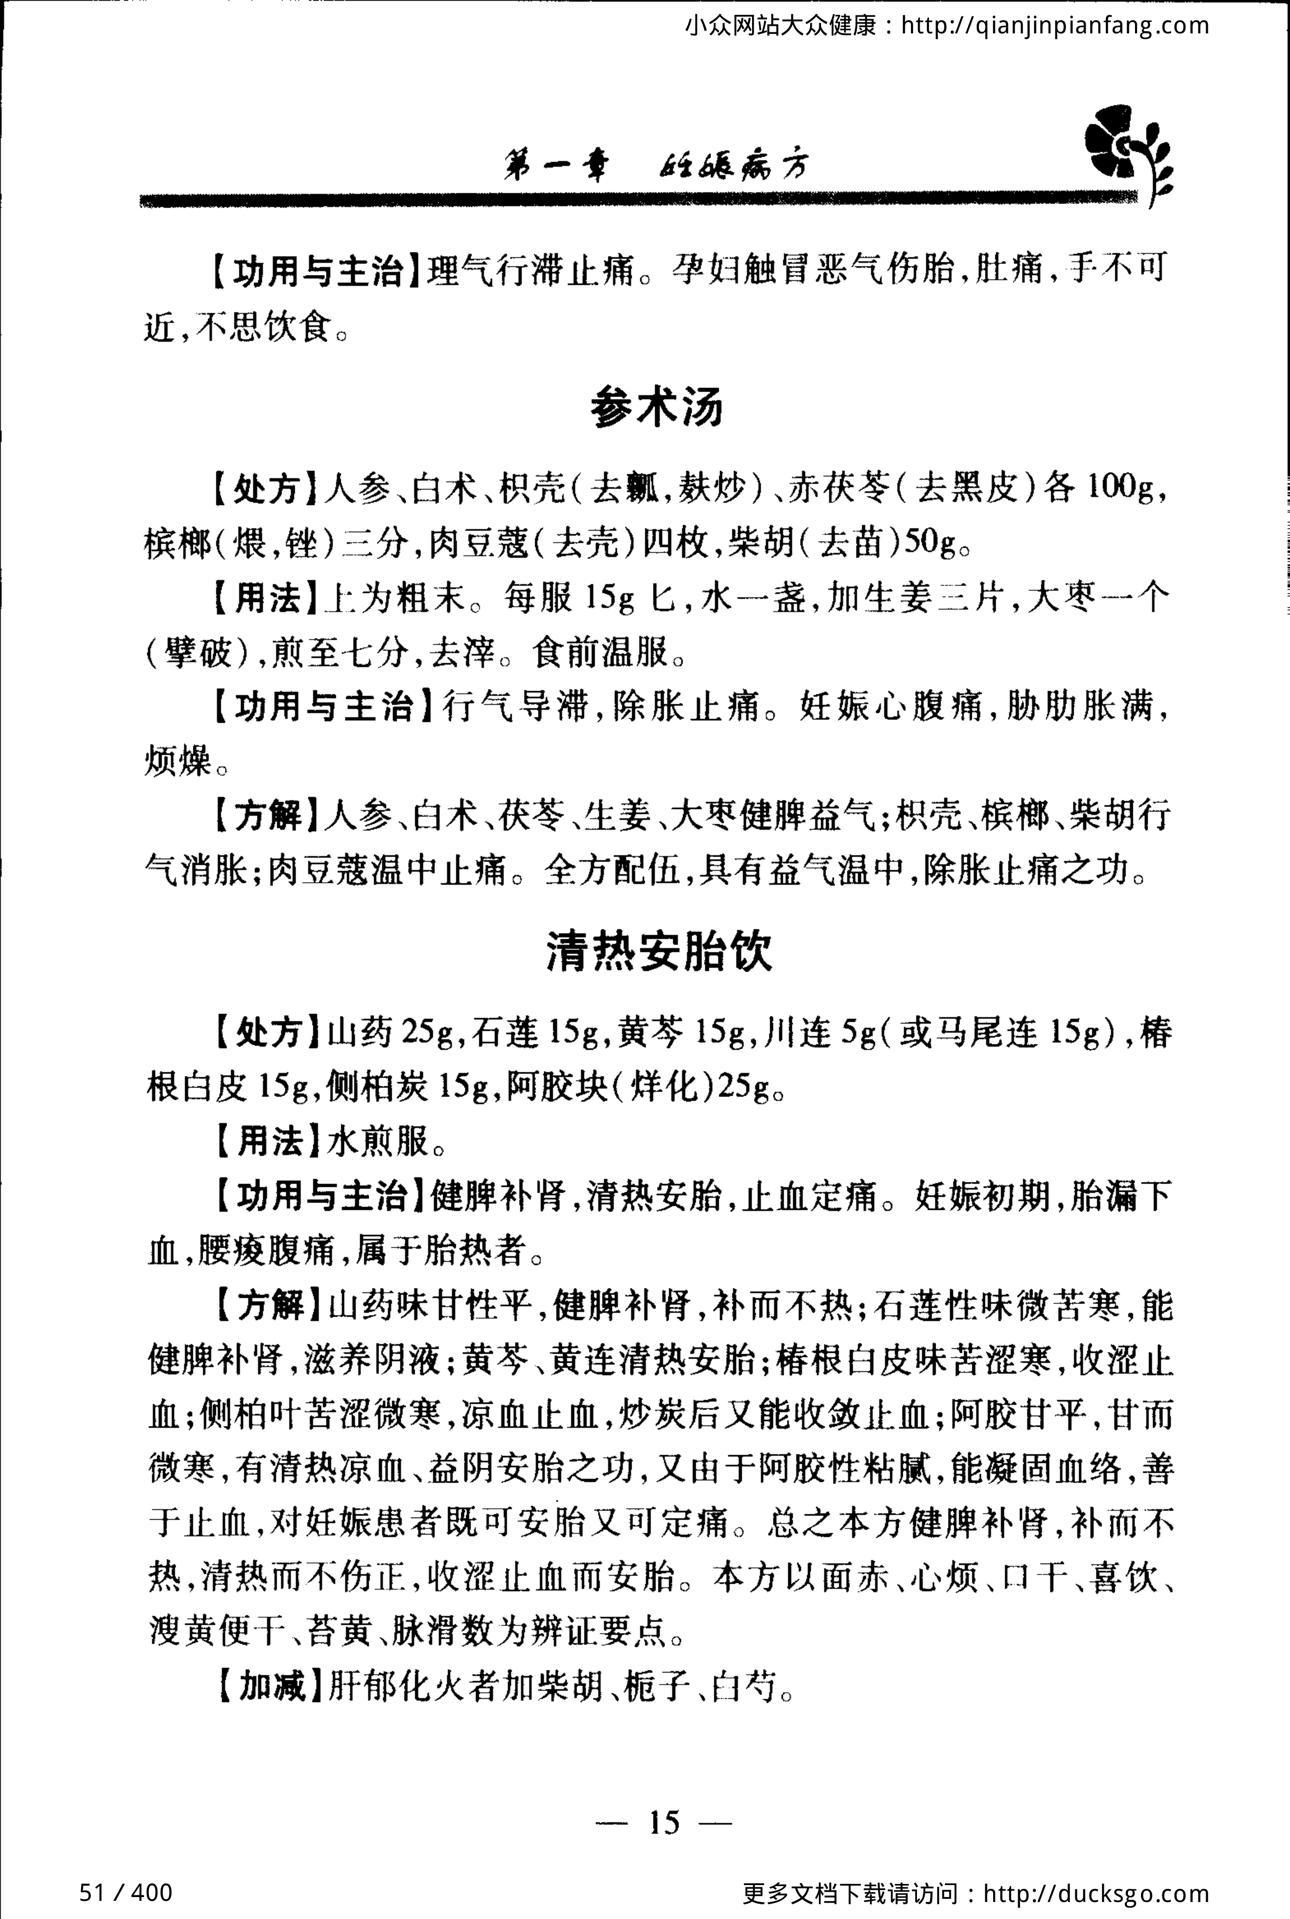 小众网站大众健康：http://qianjinpianfang.com
第一章　妊娠病方
【功用与主治】理气行滞止痛。孕妇触冒恶气伤胎,肚痛,手不可
近,不思饮食。
参术汤
【处方】人参、白术、枳壳(去瓤,麸炒)、赤茯苓(去黑皮)各 100g,
槟榔(煨,锉)三分,肉豆蔻(去壳)四枚,柴胡(去苗)50g。
【用法】上为粗末。每服 15g 匕,水一盏,加生姜三片,大枣一个
(擘破),煎至七分,去滓。食前温服。
【功用与主治】行气导滞,除胀止痛。妊娠心腹痛,胁肋胀满,
烦燥。
【方解】人参、白术、茯苓、生姜、大枣健脾益气;枳壳、槟榔、柴胡行
气消胀;肉豆蔻温中止痛。全方配伍,具有益气温中,除胀止痛之功。
清热安胎饮
【处方】山药 25g,石莲 15g,黄芩 15g,川连 5g(或马尾连 15g),椿
根白皮 15g,侧柏炭 15g,阿胶块(烊化)25g。
【用法】水煎服。
【功用与主治】健脾补肾,清热安胎,止血定痛。妊娠初期,胎漏下
血,腰痠腹痛,属于胎热者。
【方解】山药味甘性平,健脾补肾,补而不热;石莲性味微苦寒,能
健脾补肾,滋养阴液;黄芩、黄连清热安胎;椿根白皮味苦涩寒,收涩止
血;侧柏叶苦涩微寒,凉血止血,炒炭后又能收敛止血;阿胶甘平,甘而
微寒,有清热凉血、益阴安胎之功,又由于阿胶性粘腻,能凝固血络,善
于止血,对妊娠患者既可安胎又可定痛。总之本方健脾补肾,补而不
热,清热而不伤正,收涩止血而安胎。本方以面赤、心烦、口干、喜饮、
溲黄便干、苔黄、脉滑数为辨证要点。
【加减】肝郁化火者加柴胡、栀子、白芍。
— 15 —
51 / 400
更多文档下载请访问：http://ducksgo.com